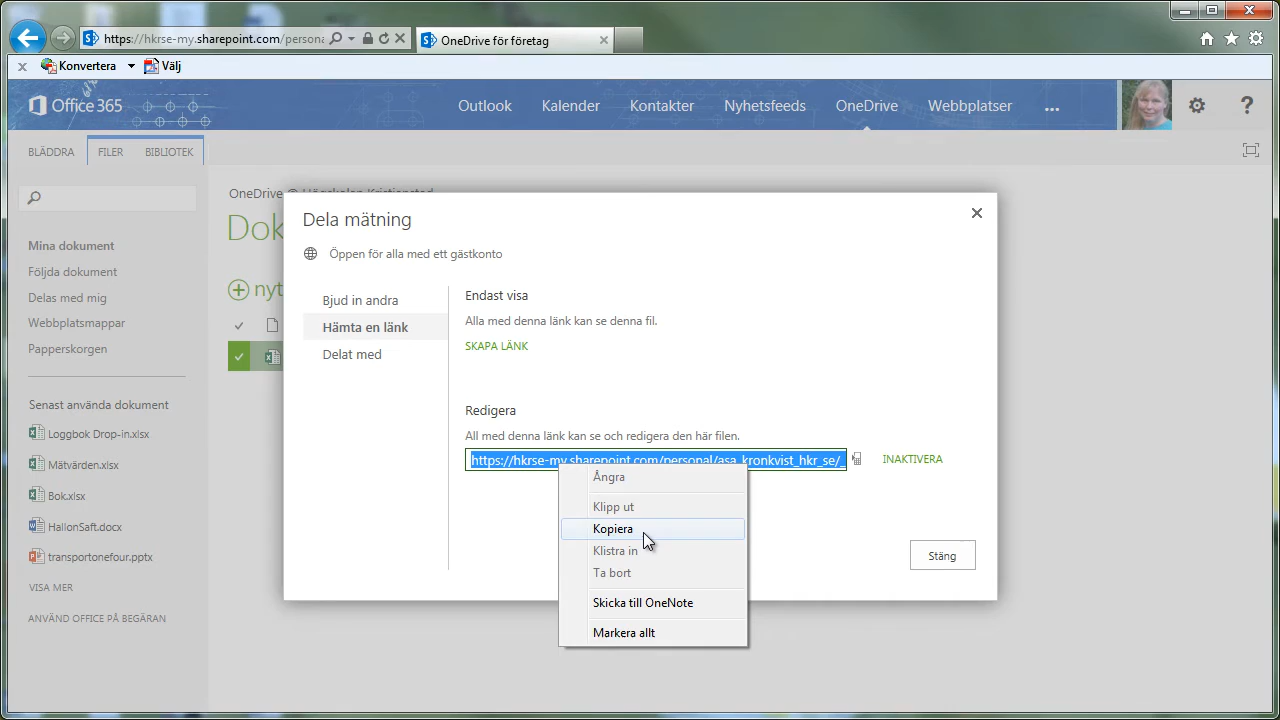 https://hkrse-my.sharepoint.com/persona
OneDrive för företag
Konvertera
Välj
Office 365
Outlook
Kalender
Kontakter
Nyhetsfeeds
OneDrive
Webbplatser
...
?
BLÄDDRA
FILER
BIBLIOTEK
OneDrive @ Högskolan Kristianstad
Dok
nyt
Mina dokument
Följda dokument
Delas med mig
Webbplatsmappar
Papperskorgen
Senast använda dokument
Loggbok Drop-in.xlsx
Mätvärden.xlsx
Bok.xlsx
HallonSaft.docx
transportonefour.pptx
VISA MER
ANVÄND OFFICE PÅ BEGÄRAN
Dela mätning
Öppen för alla med ett gästkonto
Bjud in andra
Hämta en länk
Delat med
Endast visa
Alla med denna länk kan se denna fil.
SKAPA LÄNK
Redigera
All med denna länk kan se och redigera den här filen.
https://hkrse-my.sharepoint.com/personal/asa_kronkvist_hkr_se/_
INAKTIVERA
Ångra
Klipp ut
Kopiera
Klistra in
Ta bort
Skicka till OneNote
Markera allt
Stäng